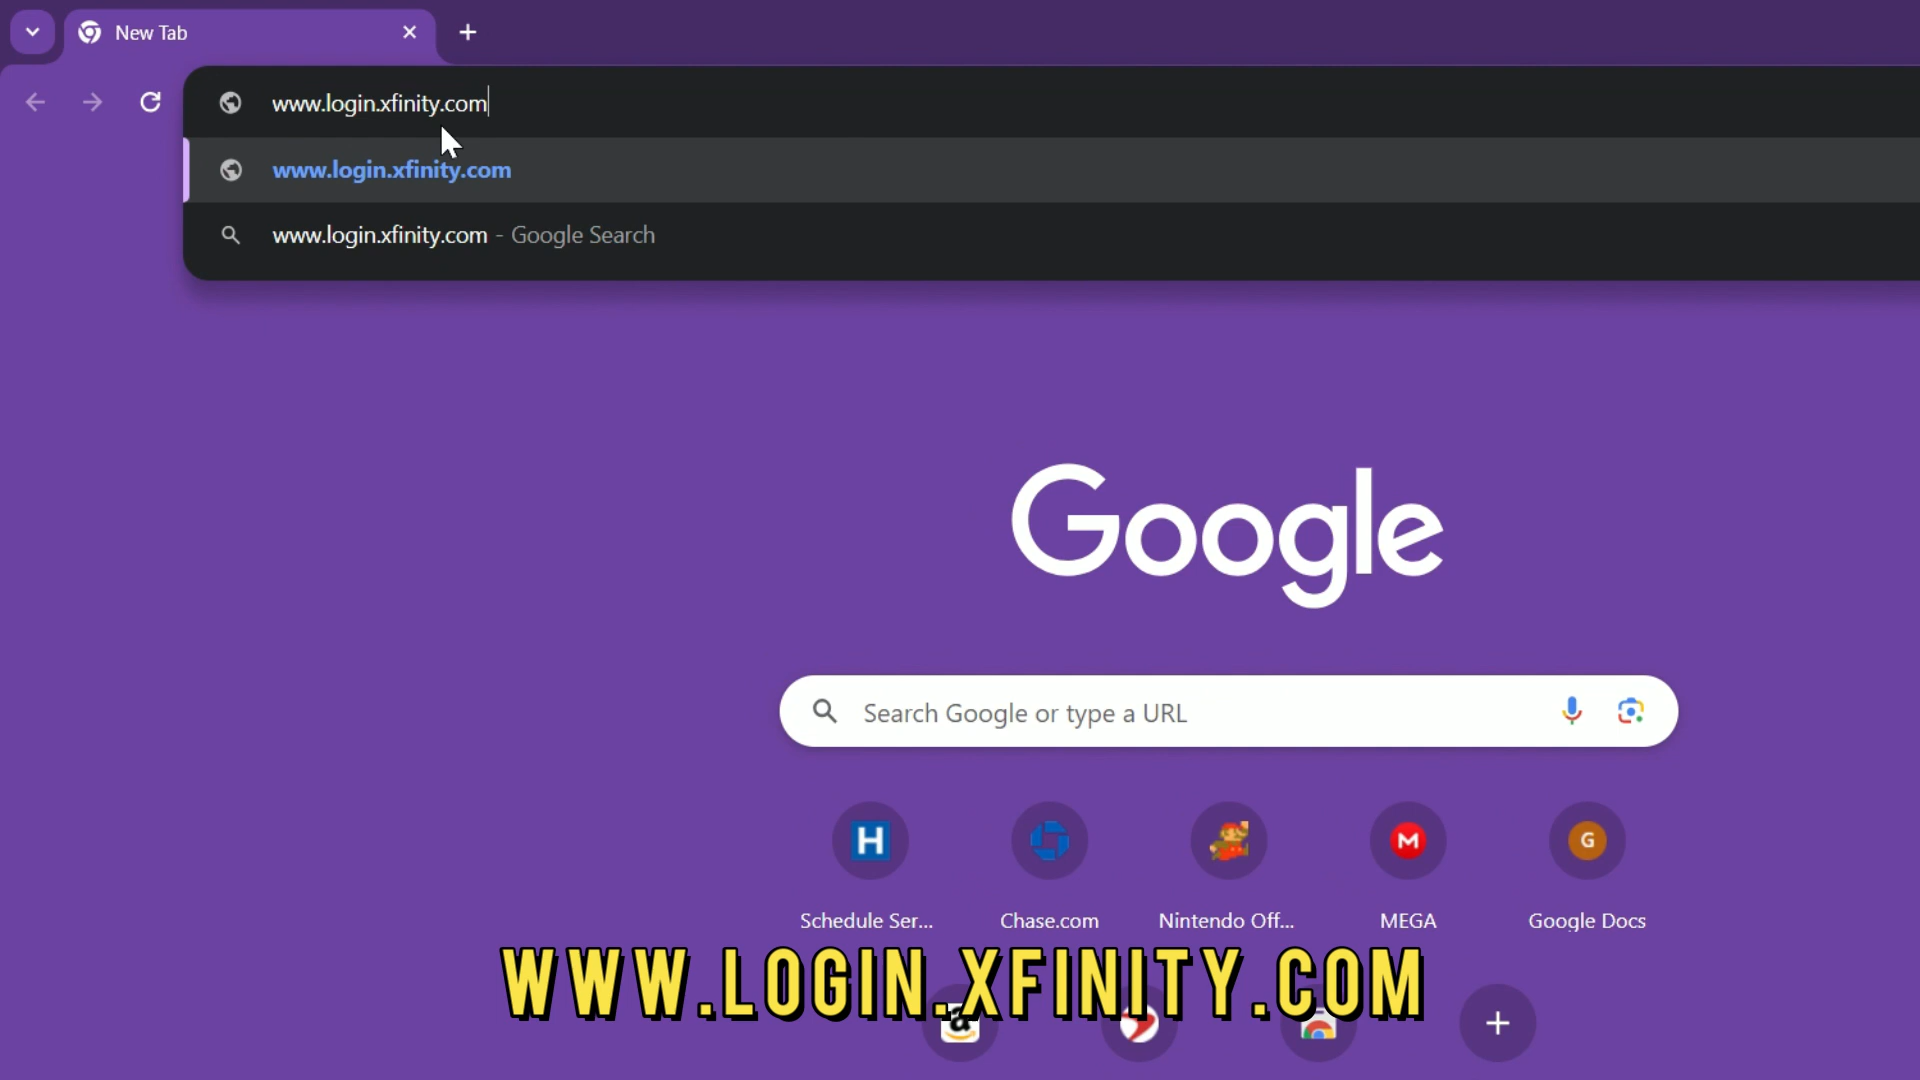 New Tab
www.login.xfinity.com
www.login.xfinity.com
www.login.xfinity.com - Google Search
Google
Search Google or type a URL
H
M
G
Schedule Ser...
Chase.com
Nintendo Off...
MEGA
Google Docs
WWW.LOGIN.XFINITY.COM
a